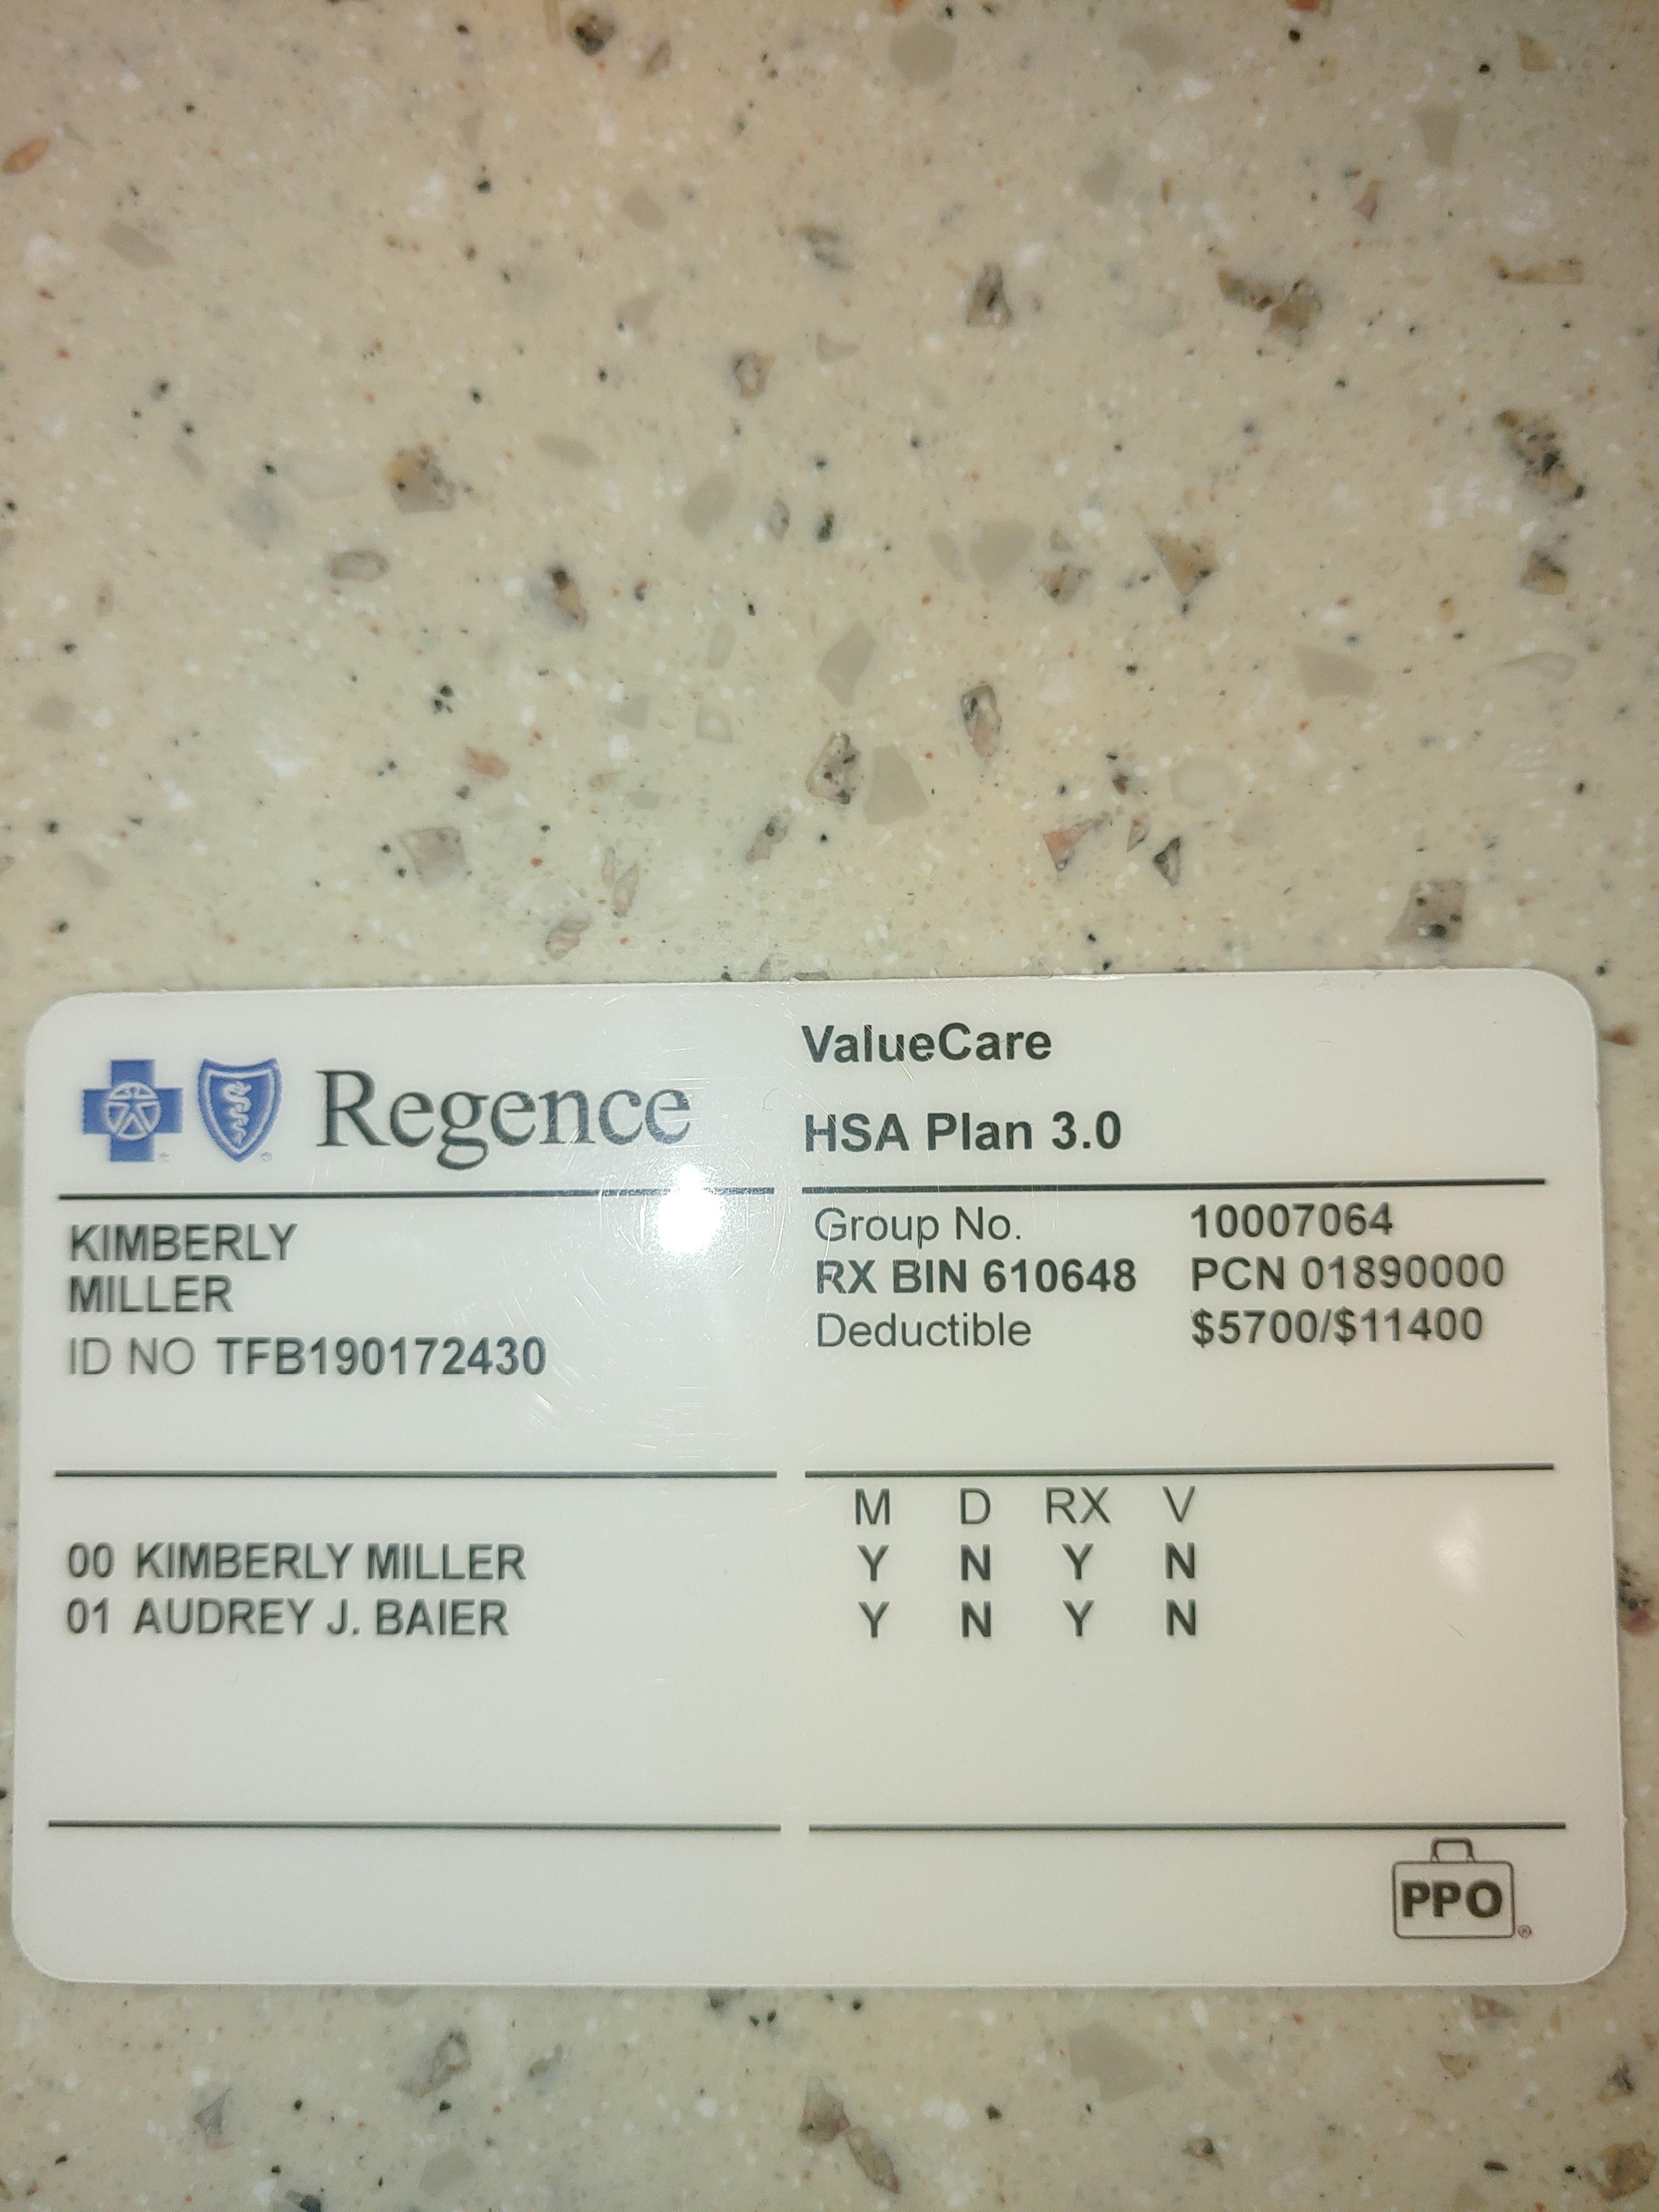 Regence
ValueCare
HSA Plan 3.0
KIMBERLY
MILLER
ID NO TFB190172430
Group No. 10007064
RX BIN 610648 PCN 01890000
Deductible $5700/$11400
M D RX V
00 KIMBERLY MILLER Y N Y N
01 AUDREY J. BAIER Y N Y N
PPO®